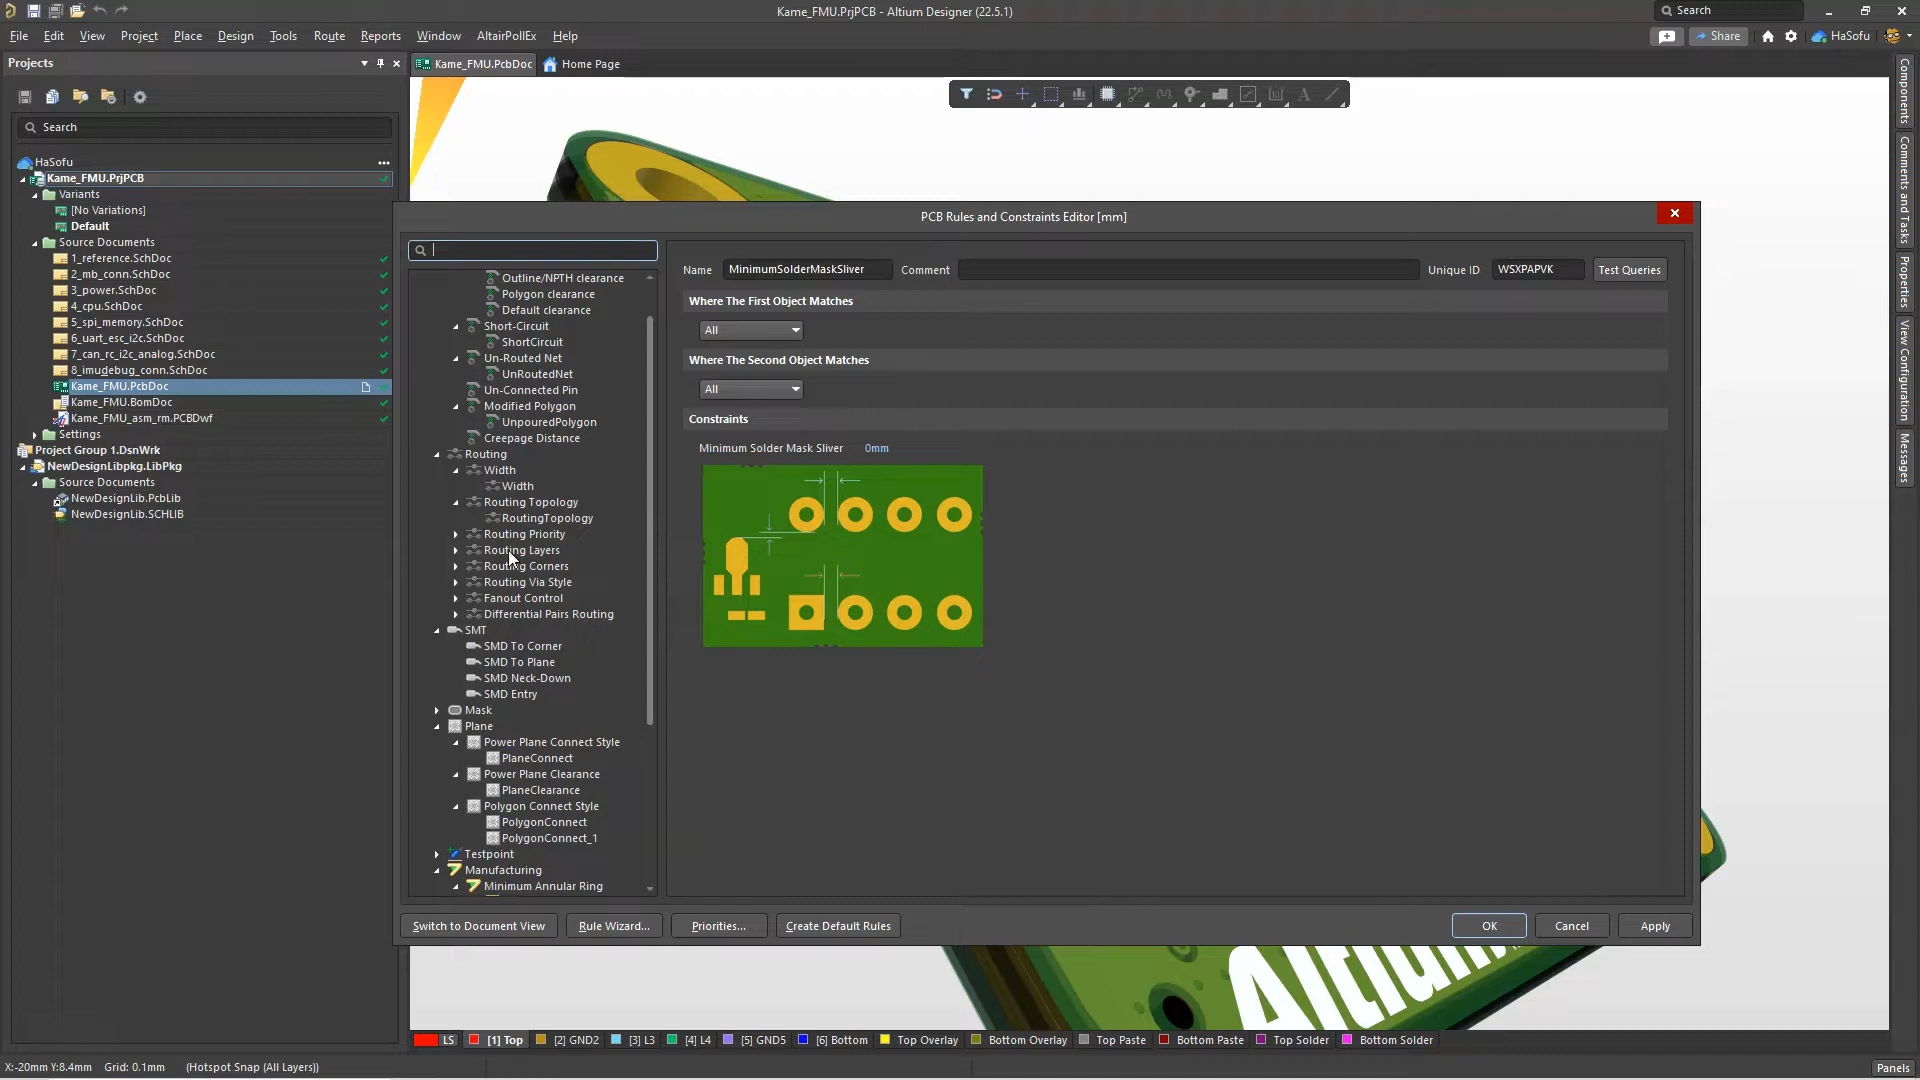 Kame_FMU.PrjPCB - Altium Designer (22.5.1)
Search
File Edit View Project Place Design Tools Route Reports Window AltairPollEx Help
Share
HaSofu
Projects
Kame_FMU.PcbDoc
Home Page
Search
HaSofu
Kame_FMU.PrjPCB
Variants
[No Variations]
Default
Source Documents
1_reference.SchDoc
2_mb_conn.SchDoc
3_power.SchDoc
4_cpu.SchDoc
5_spi_memory.SchDoc
6_uart_esc_i2c.SchDoc
7_can_rc_i2c_analog.SchDoc
8_imudebug_conn.SchDoc
Kame_FMU.PcbDoc
Kame_FMU.BomDoc
Kame_FMU_asm_rm.PCBDwf
Settings
Project Group 1.DsnWrk
NewDesignLibpkg.LibPkg
Source Documents
NewDesignLib.PcbLib
NewDesignLib.SCHLIB
PCB Rules and Constraints Editor [mm]
Outline/NPTH clearance
Polygon clearance
Default clearance
Short-Circuit
ShortCircuit
Un-Routed Net
UnRoutedNet
Un-Connected Pin
Modified Polygon
UnpouredPolygon
Creepage Distance
Routing
Width
Width
Routing Topology
RoutingTopology
Routing Priority
Routing Layers
Routing Corners
Routing Via Style
Fanout Control
Differential Pairs Routing
SMT
SMD To Corner
SMD To Plane
SMD Neck-Down
SMD Entry
Mask
Plane
Power Plane Connect Style
PlaneConnect
Power Plane Clearance
PlaneClearance
Polygon Connect Style
PolygonConnect
PolygonConnect_1
Testpoint
Manufacturing
Minimum Annular Ring
Name MinimumSolderMaskSliver Comment Unique ID WSXPAPVK Test Queries
Where The First Object Matches
All
Where The Second Object Matches
All
Constraints
Minimum Solder Mask Sliver 0mm
Switch to Document View Rule Wizard... Priorities... Create Default Rules OK Cancel Apply
Altium
Components
Comments and Tasks
Properties
View Configuration
Messages
LS [1] Top [2] GND2 [3] L3 [4] L4 [5] GND5 [6] Bottom Top Overlay Bottom Overlay Top Paste Bottom Paste Top Solder Bottom Solder
X:-20mm Y:8.4mm Grid: 0.1mm (Hotspot Snap (All Layers))
Panels